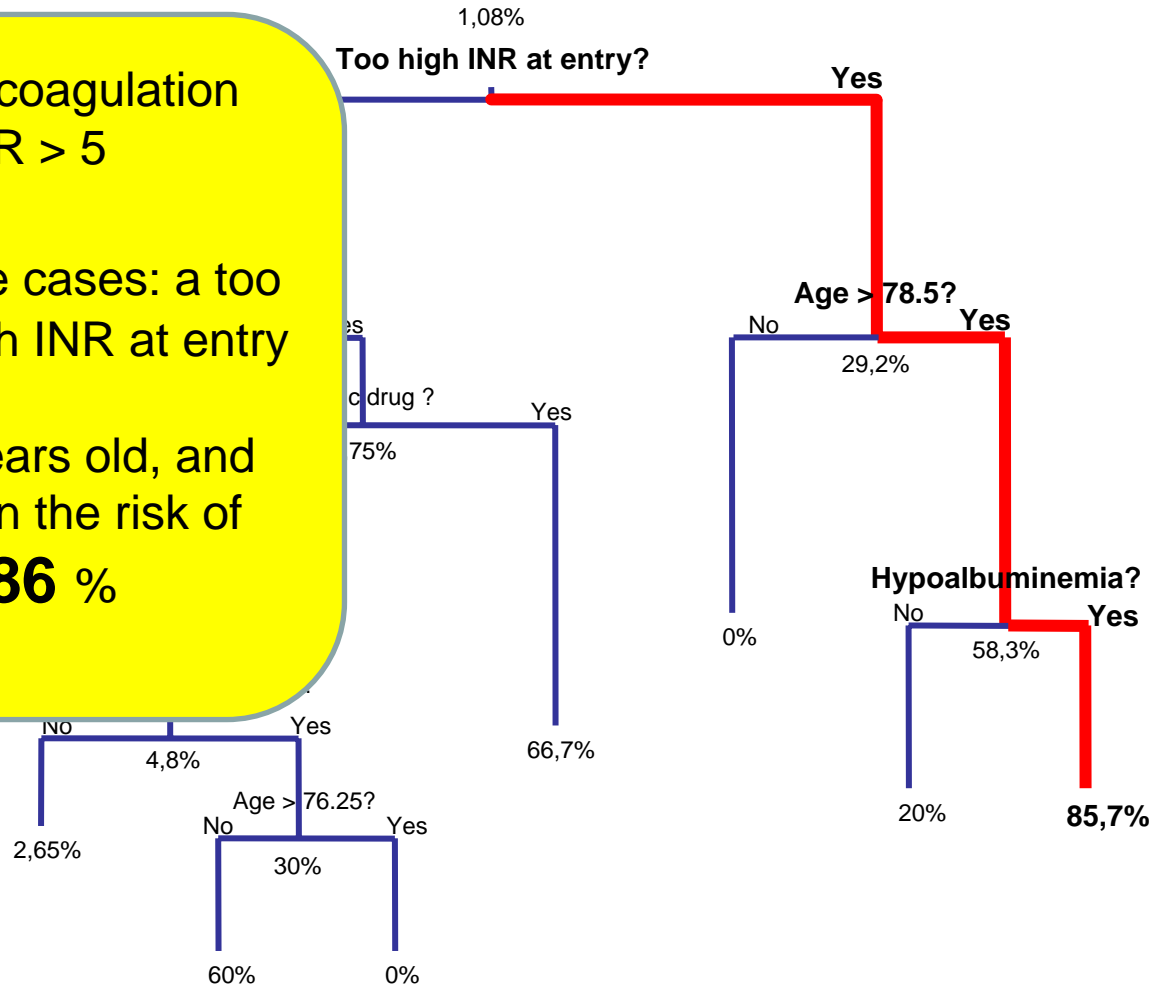 1,08%
Too high INR at entry?
Yes
coagulation
R > 5
e cases: a too
h INR at entry
ears old, and
n the risk of
86 %
Age > 78.5?
No
Yes
29,2%
es
c drug ?
Yes
75%
66,7%
0%
Hypoalbuminemia?
No
Yes
58,3%
20%
85,7%
No
Yes
4,8%
2,65%
Age > 76.25?
No
Yes
30%
60%
0%